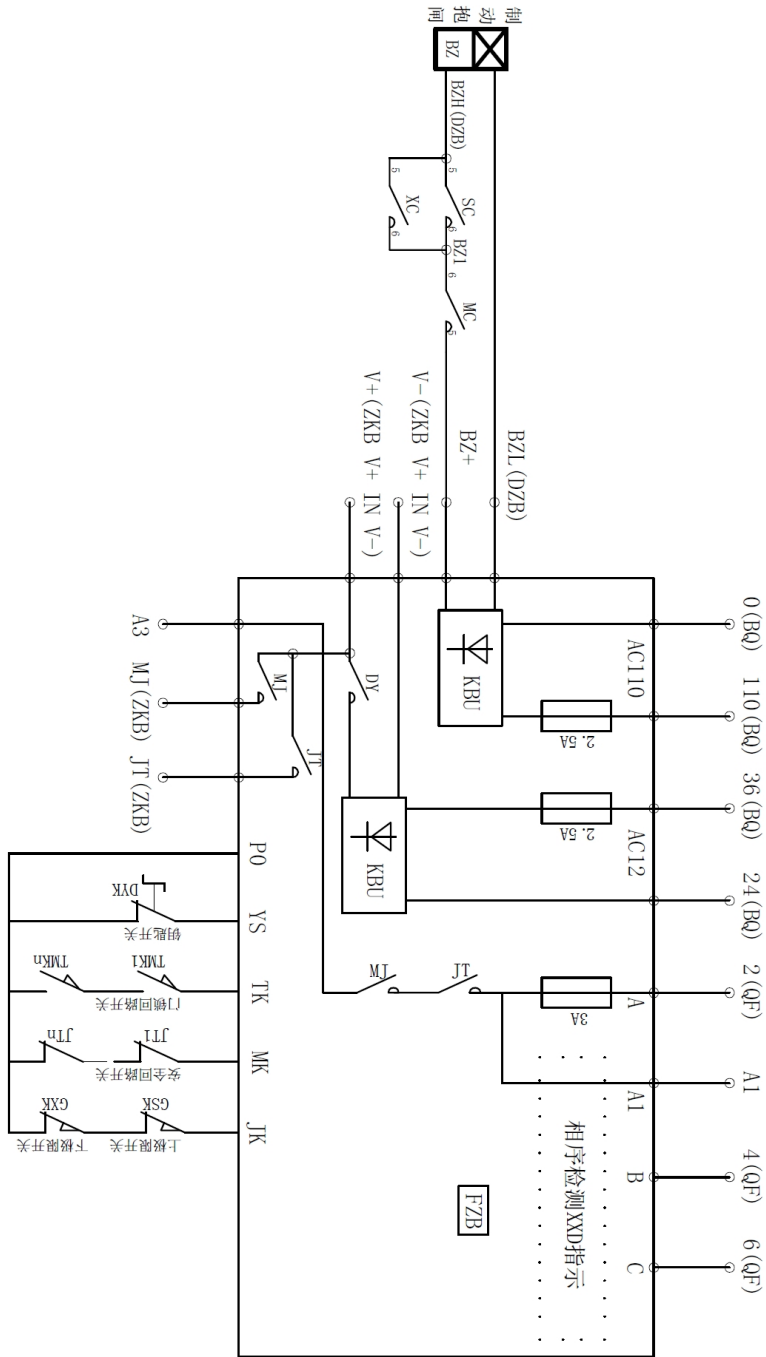 制动抱闸
BZ
BZH(DZB)
5
SC
6
5
XC
6
BZ1
6
MC
5
BZ+
BZL(DZB)
V-(ZKB V+ IN V-)
V+(ZKB V+ IN V-)
0(BQ)
110(BQ)
36(BQ)
24(BQ)
2(QF)
A1
4(QF)
6(QF)
AC110
2.5A
KBU
AC12
2.5A
KBU
A
3A
A1
B
C
DY
MJ
JT
MJ
JT
A3
MJ(ZKB)
JT(ZKB)
相序检测XXD指示
FZB
PO
YS
TK
MK
JK
DYK
钥匙开关
TMK1
TMKn
门锁回路开关
JT1
JTn
安全回路开关
GSK
上极限开关
GXK
下极限开关